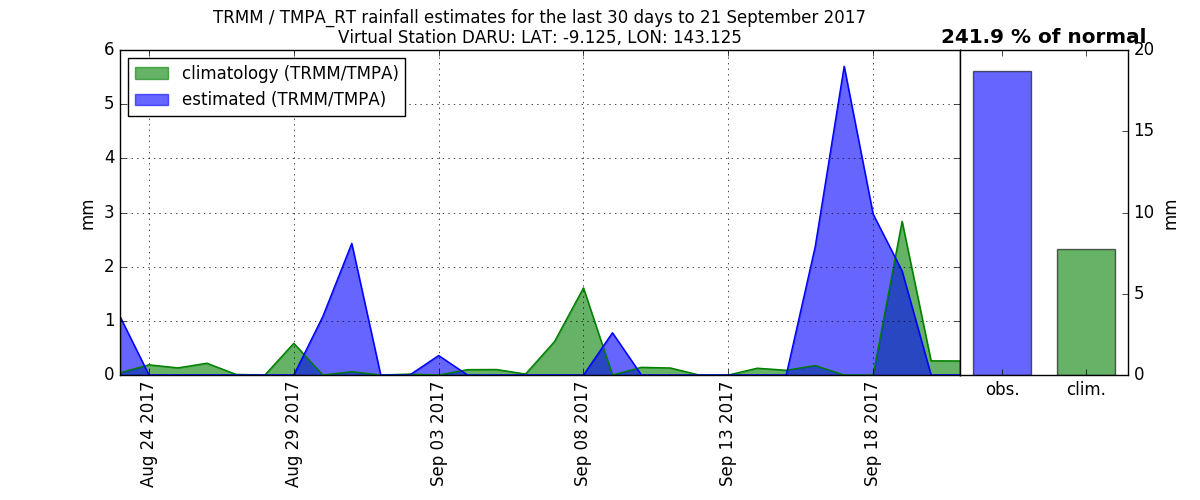 TRMM / TMPA_RT rainfall estimates for the last 30 days to 21 September 2017
Virtual Station DARU: LAT: -9.125, LON: 143.125
241.9 % of normal
climatology (TRMM/TMPA)
estimated (TRMM/TMPA)
6
5
4
3
2
1
0
mm
Aug 24 2017
Aug 29 2017
Sep 03 2017
Sep 08 2017
Sep 13 2017
Sep 18 2017
20
15
10
5
0
mm
obs.
clim.